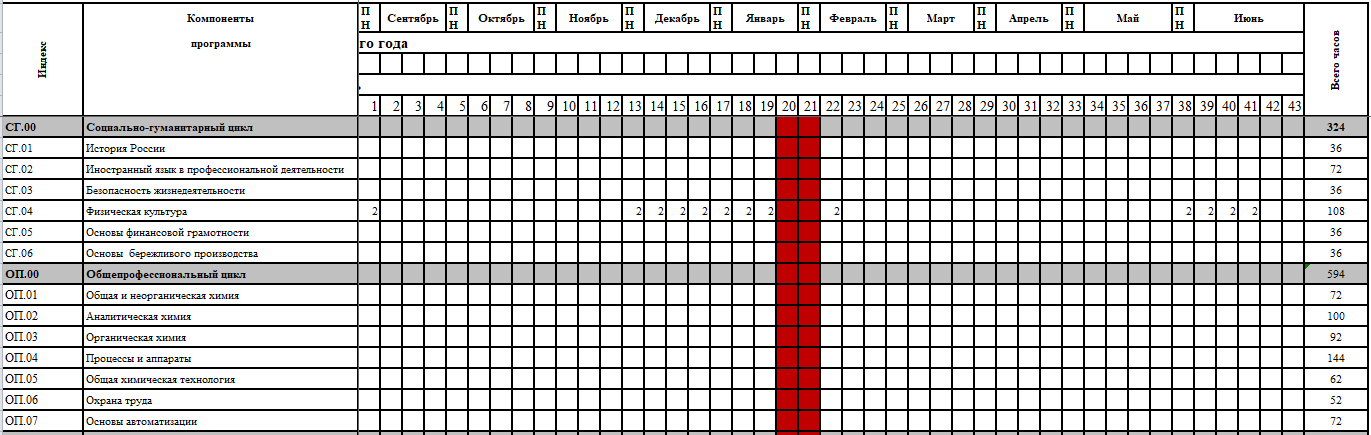 Индекс
Компоненты программы
ПН Сентябрь ПН Октябрь ПН Ноябрь ПН Декабрь ПН Январь ПН Февраль ПН Март ПН Апрель ПН Май ПН Июнь
Всего часов
го года
1 2 3 4 5 6 7 8 9 10 11 12 13 14 15 16 17 18 19 20 21 22 23 24 25 26 27 28 29 30 31 32 33 34 35 36 37 38 39 40 41 42 43
СГ.00 Социально-гуманитарный цикл 324
СГ.01 История России 36
СГ.02 Иностранный язык в профессиональной деятельности 72
СГ.03 Безопасность жизнедеятельности 36
СГ.04 Физическая культура 2 2 2 2 2 2 2 2 2 2 2 2 2 108
СГ.05 Основы финансовой грамотности 36
СГ.06 Основы бережливого производства 36
ОП.00 Общепрофессиональный цикл 594
ОП.01 Общая и неорганическая химия 72
ОП.02 Аналитическая химия 100
ОП.03 Органическая химия 92
ОП.04 Процессы и аппараты 144
ОП.05 Общая химическая технология 62
ОП.06 Охрана труда 52
ОП.07 Основы автоматизации 72